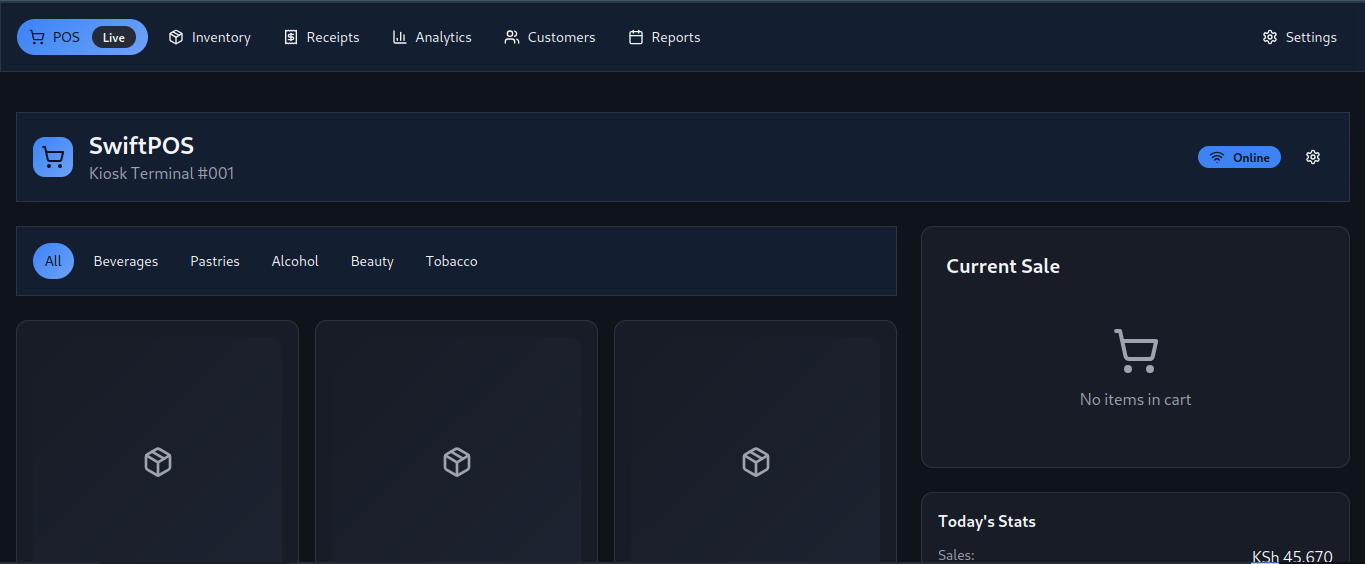 POS Live Inventory Receipts Analytics Customers Reports Settings
SwiftPOS
Kiosk Terminal #001
Online
All Beverages Pastries Alcohol Beauty Tobacco
Current Sale
No items in cart
Today's Stats
Sales: KSh 45,670